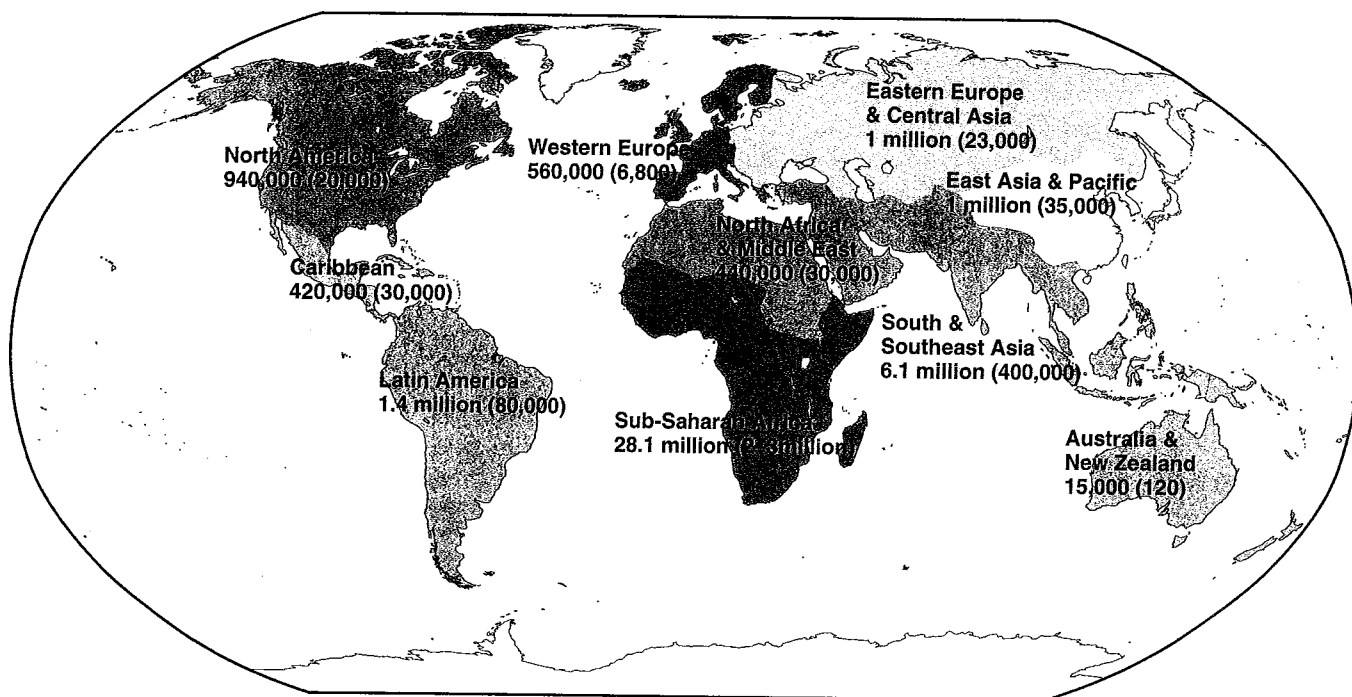 North America
940,000 (20,000)
Western Europe
560,000 (6,800)
Eastern Europe
& Central Asia
1 million (23,000)
East Asia & Pacific
1 million (35,000)
North Africa
& Middle East
440,000 (30,000)
Caribbean
420,000 (30,000)
South &
Southeast Asia
6.1 million (400,000)
Latin America
1.4 million (80,000)
Sub-Saharan Africa
28.1 million (2.3million)
Australia &
New Zealand
15,000 (120)